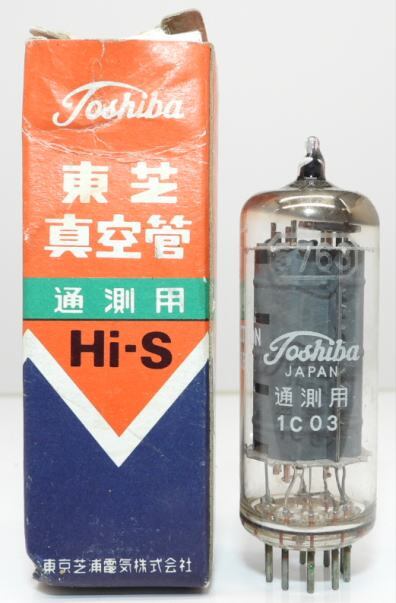 Toshiba
東芝
真空管
通測用
Hi-S
東京芝浦電気株式会社
Toshiba
JAPAN
通測用
1C03